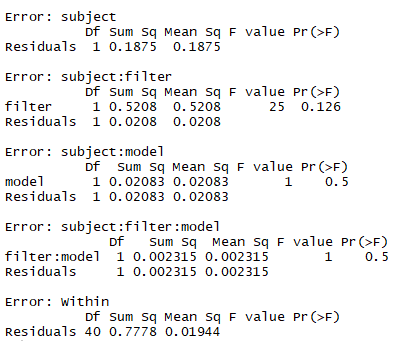 Error: subject
Df Sum Sq Mean Sq F value Pr(>F)
Residuals 1 0.1875 0.1875
Error: subject:filter
Df Sum Sq Mean Sq F value Pr(>F)
filter 1 0.5208 0.5208 25 0.126
Residuals 1 0.0208 0.0208
Error: subject:model
Df Sum Sq Mean Sq F value Pr(>F)
model 1 0.02083 0.02083 1 0.5
Residuals 1 0.02083 0.02083
Error: subject:filter:model
Df Sum Sq Mean Sq F value Pr(>F)
filter:model 1 0.002315 0.002315 1 0.5
Residuals 1 0.002315 0.002315
Error: Within
Df Sum Sq Mean Sq F value Pr(>F)
Residuals 40 0.7778 0.01944